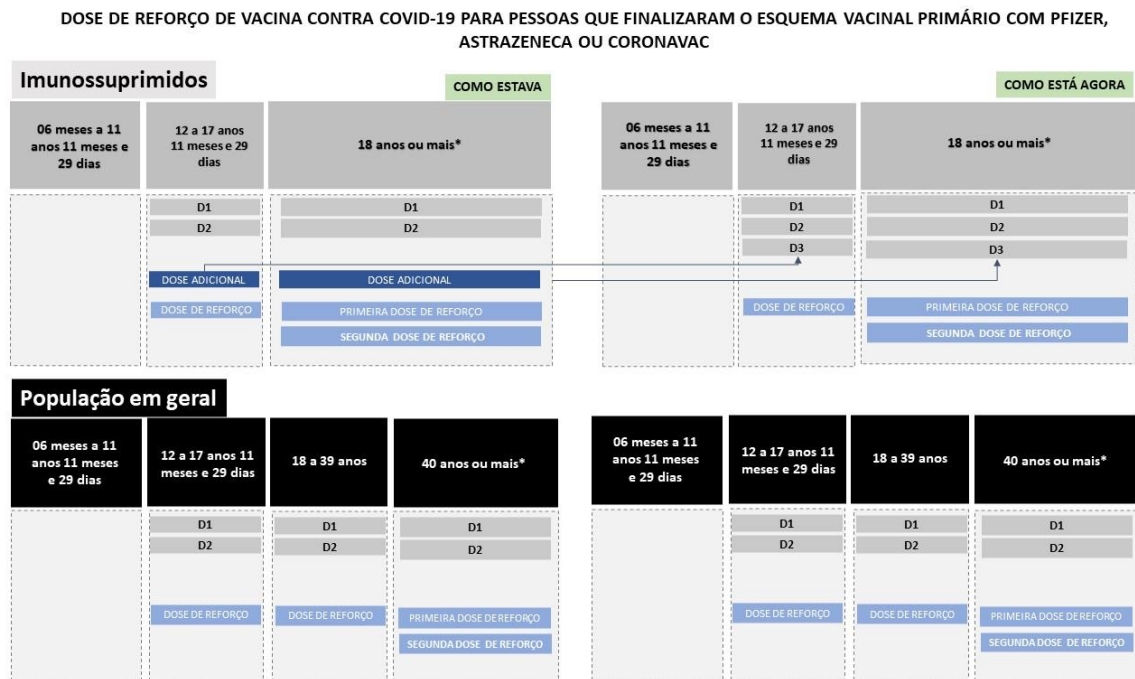 DOSE DE REFORÇO DE VACINA CONTRA COVID-19 PARA PESSOAS QUE FINALIZARAM O ESQUEMA VACINAL PRIMÁRIO COM PFIZER,
ASTRAZENECA OU CORONAVAC
Imunossuprimidos
COMO ESTAVA
06 meses a 11
anos 11 meses e
29 dias
12 a 17 anos
11 meses e 29
dias
18 anos ou mais*
D1
D2
DOSE ADICIONAL
DOSE DE REFORÇO
D1
D2
DOSE ADICIONAL
PRIMEIRA DOSE DE REFORÇO
SEGUNDA DOSE DE REFORÇO
COMO ESTÁ AGORA
06 meses a 11
anos 11 meses e
29 dias
12 a 17 anos
11 meses e 29
dias
18 anos ou mais*
D1
D2
D3
DOSE DE REFORÇO
D1
D2
D3
PRIMEIRA DOSE DE REFORÇO
SEGUNDA DOSE DE REFORÇO
População em geral
06 meses a 11
anos 11 meses
e 29 dias
12 a 17 anos 11
meses e 29 dias
18 a 39 anos
40 anos ou mais*
D1
D2
DOSE DE REFORÇO
D1
D2
DOSE DE REFORÇO
D1
D2
PRIMEIRA DOSE DE REFORÇO
SEGUNDA DOSE DE REFORÇO
06 meses a 11
anos 11 meses
e 29 dias
12 a 17 anos 11
meses e 29 dias
18 a 39 anos
40 anos ou mais*
D1
D2
DOSE DE REFORÇO
D1
D2
DOSE DE REFORÇO
D1
D2
PRIMEIRA DOSE DE REFORÇO
SEGUNDA DOSE DE REFORÇO